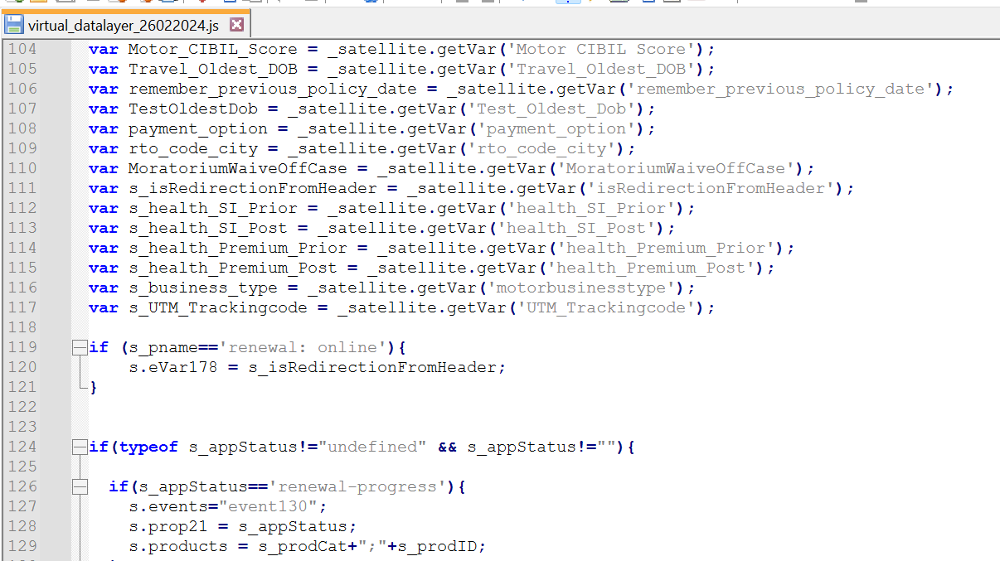 virtual_datalayer_26022024.js
104 var Motor_CIBIL_Score = _satellite.getVar('Motor CIBIL Score');
105 var Travel_Oldest_DOB = _satellite.getVar('Travel_Oldest_DOB');
106 var remember_previous_policy_date = _satellite.getVar('remember_previous_policy_date');
107 var TestOldestDob = _satellite.getVar('Test_Oldest_Dob');
108 var payment_option = _satellite.getVar('payment_option');
109 var rto_code_city = _satellite.getVar('rto_code_city');
110 var MoratoriumWaiveOffCase = _satellite.getVar('MoratoriumWaiveOffCase');
111 var s_isRedirectionFromHeader = _satellite.getVar('isRedirectionFromHeader');
112 var s_health_SI_Prior = _satellite.getVar('health_SI_Prior');
113 var s_health_SI_Post = _satellite.getVar('health_SI_Post');
114 var s_health_Premium_Prior = _satellite.getVar('health_Premium_Prior');
115 var s_health_Premium_Post = _satellite.getVar('health_Premium_Post');
116 var s_business_type = _satellite.getVar('motorbusinesstype');
117 var s_UTM_Trackingcode = _satellite.getVar('UTM_Trackingcode');
118
119 if (s_pname=='renewal: online'){
120 s.eVar178 = s_isRedirectionFromHeader;
121 }
122
123
124 if(typeof s_appStatus!="undefined" && s_appStatus!=""){
125
126 if(s_appStatus=='renewal-progress'){
127 s.events="event130";
128 s.prop21 = s_appStatus;
129 s.products = s_prodCat+";"+s_prodID;